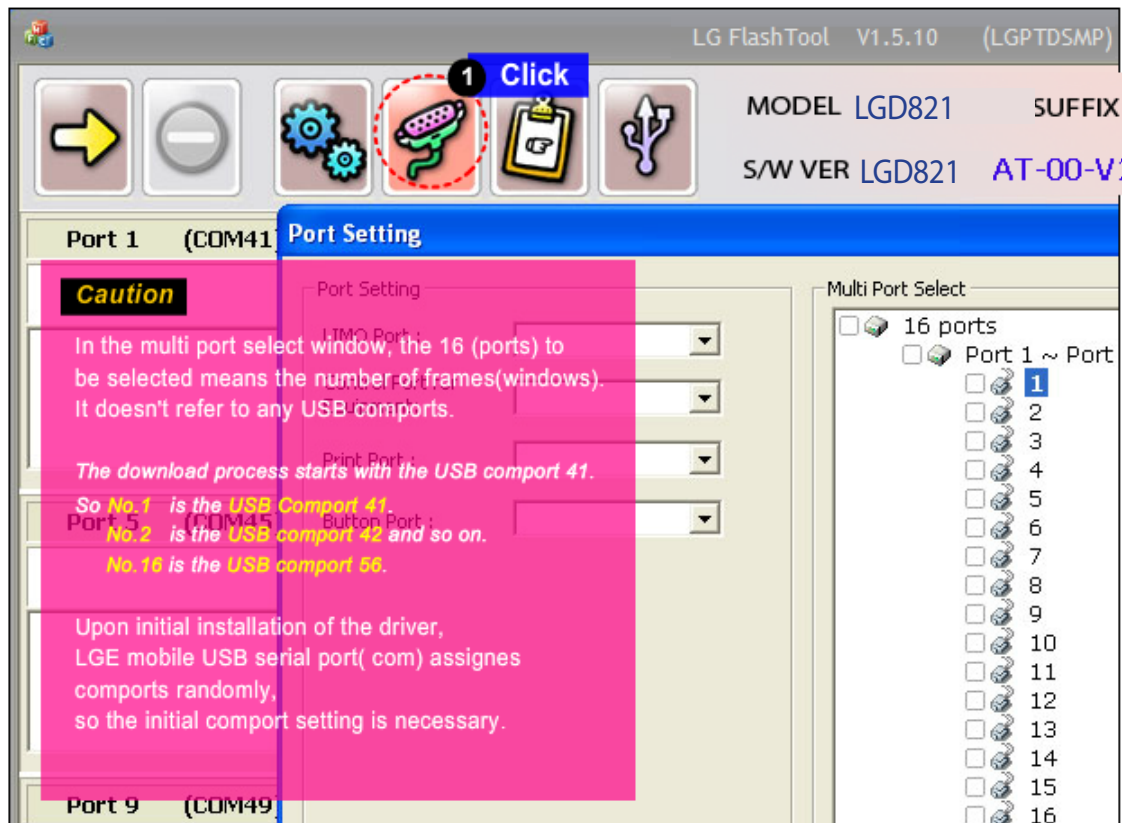 LG FlashTool V1.5.10 (LGPTDSMP)
1 Click
MODEL LGD821 SUFFIX
S/W VER LGD821 AT-00-V
Port 1 (COM41)
Port Setting
Caution
In the multi port select window, the 16 (ports) to
be selected means the number of frames(windows).
It doesn't refer to any USB comports.
The download process starts with the USB comport 41.
So No.1 is the USB Comport 41.
No.2 is the USB comport 42 and so on.
No.16 is the USB comport 56.
Upon initial installation of the driver,
LGE mobile USB serial port( com) assignes
comports randomly,
so the initial comport setting is necessary.
Port 5 (COM45
Port 9 (COM49
Port Setting
LIMO Port :
Control Port for
Equipment:
Print Port :
Button Port :
Multi Port Select
16 ports
Port 1 ~ Port
1
2
3
4
5
6
7
8
9
10
11
12
13
14
15
16